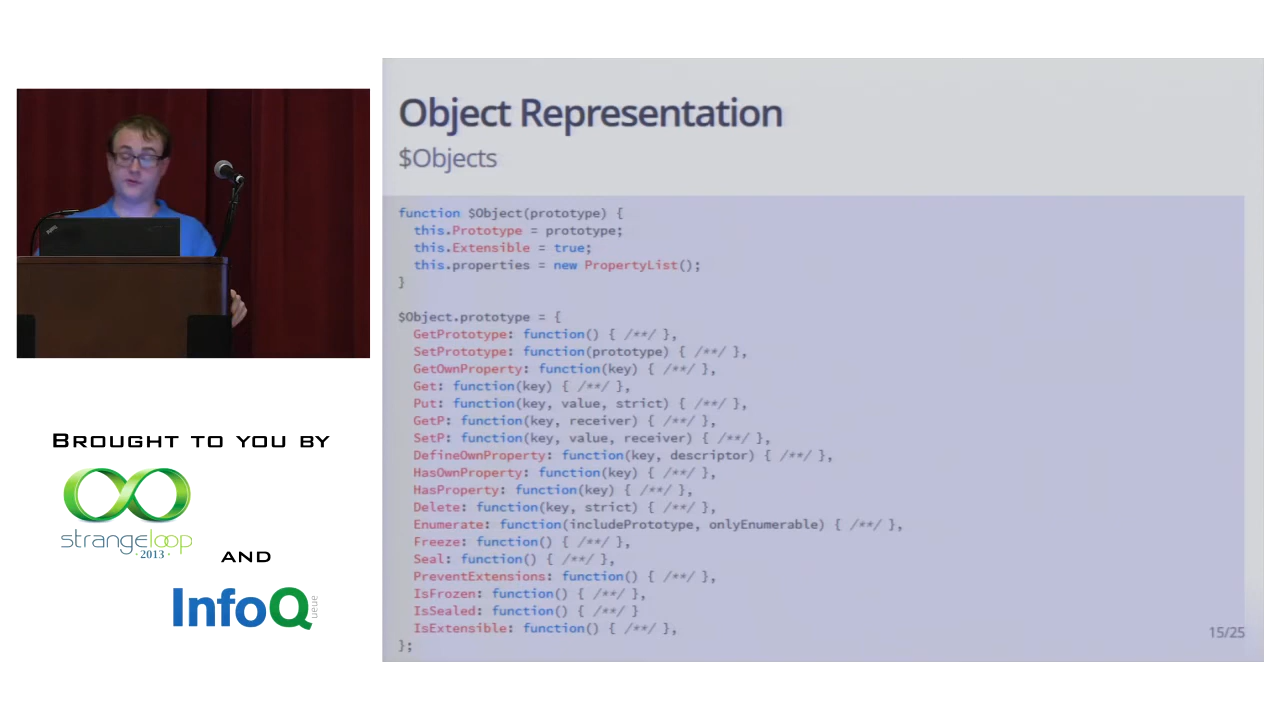 Object Representation
$Objects
function $Object(prototype) {
this.Prototype = prototype;
this.Extensible = true;
this.properties = new PropertyList();
}
$Object.prototype = {
GetPrototype: function() { /**/ },
SetPrototype: function(prototype) { /**/ },
GetOwnProperty: function(key) { /**/ },
Get: function(key) { /**/ },
Put: function(key, value, strict) { /**/ },
GetP: function(key, receiver) { /**/ },
SetP: function(key, value, receiver) { /**/ },
DefineOwnProperty: function(key, descriptor) { /**/ },
HasOwnProperty: function(key) { /**/ },
HasProperty: function(key) { /**/ },
Delete: function(key, strict) { /**/ },
Enumerate: function(includePrototype, onlyEnumerable) { /**/ },
Freeze: function() { /**/ },
Seal: function() { /**/ },
PreventExtensions: function() { /**/ },
IsFrozen: function() { /**/ },
IsSealed: function() { /**/ }
IsExtensible: function() { /**/ },
};
15/25
BROUGHT TO YOU BY
strangeloop
·2013·
AND
InfoQ